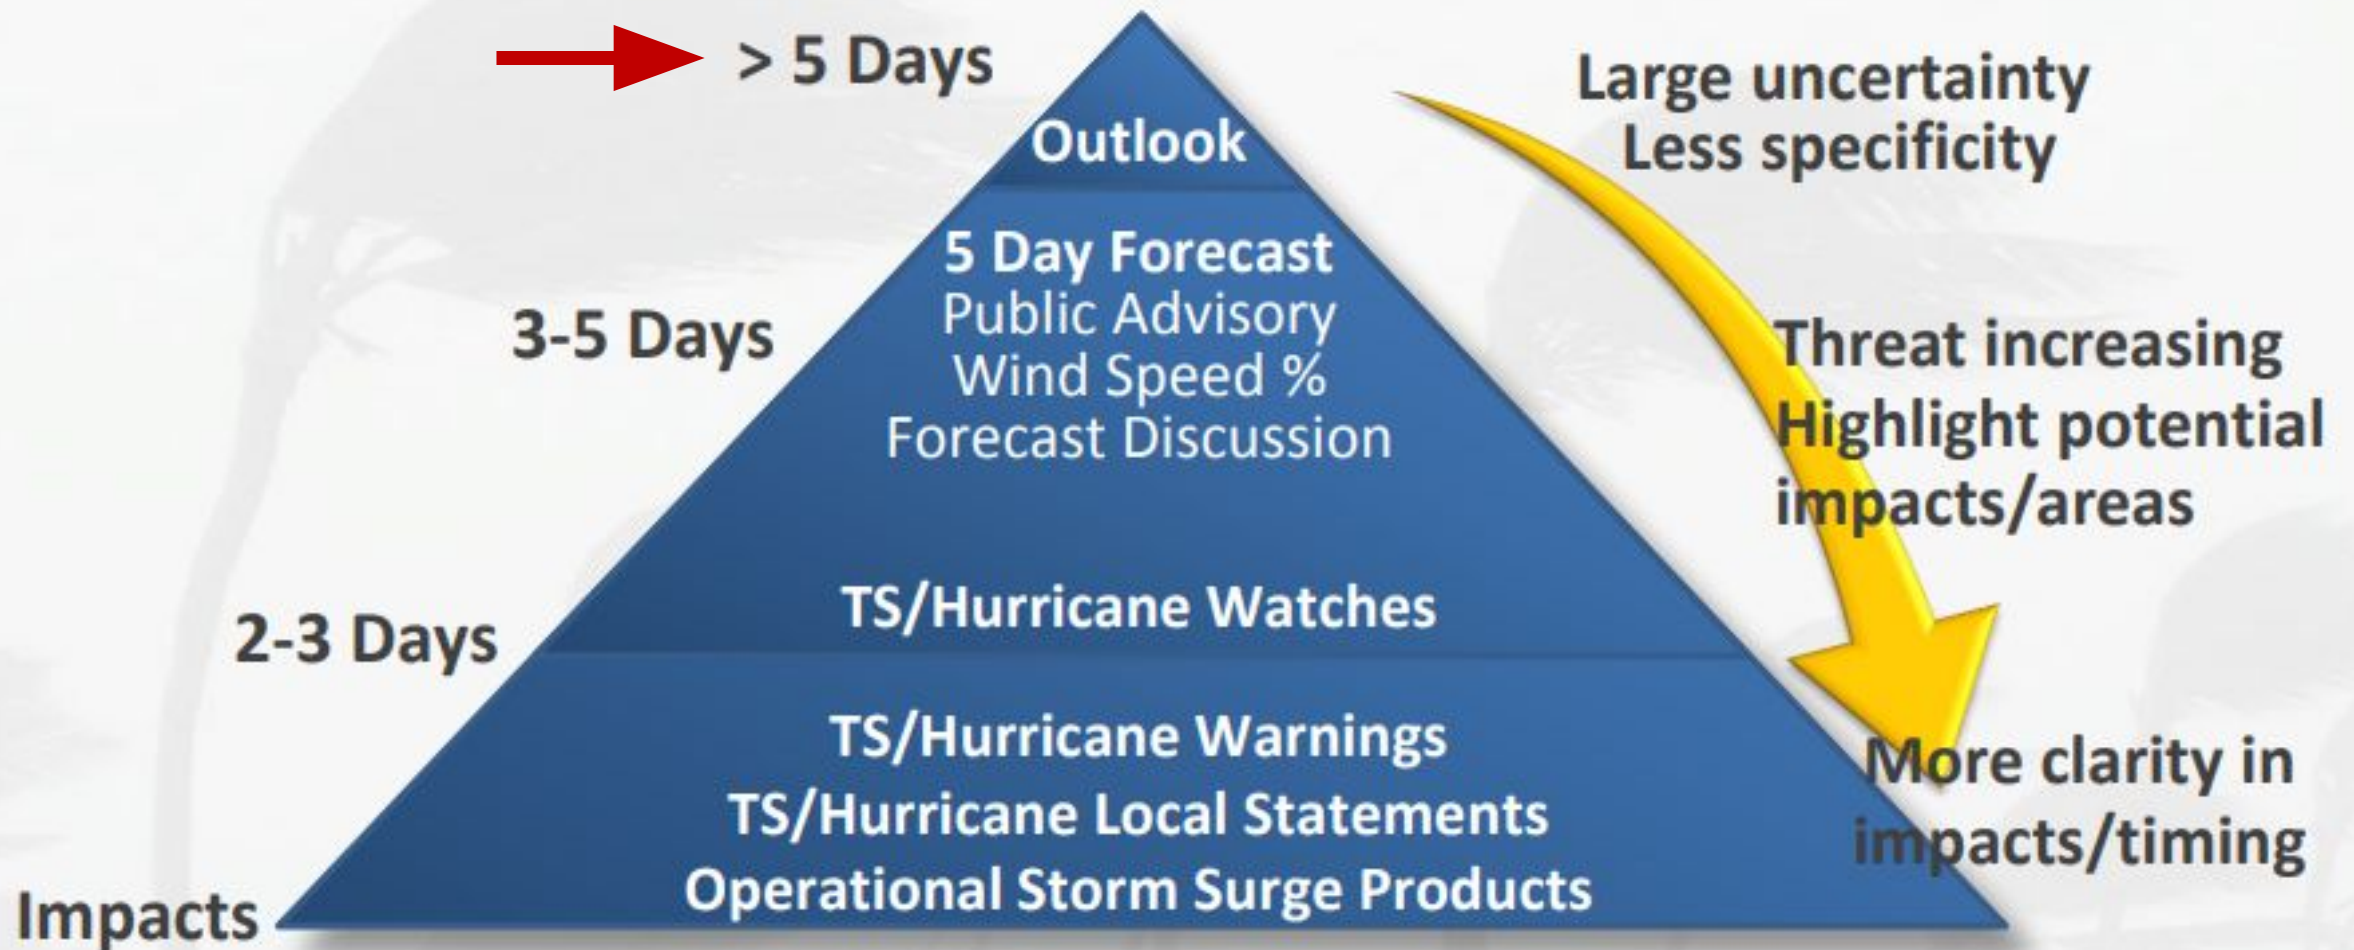 > 5 Days
Outlook
Large uncertainty
Less specificity
3-5 Days
5 Day Forecast
Public Advisory
Wind Speed %
Forecast Discussion
TS/Hurricane Watches
Threat increasing
Highlight potential
impacts/areas
2-3 Days
TS/Hurricane Warnings
TS/Hurricane Local Statements
Operational Storm Surge Products
More clarity in
impacts/timing
Impacts